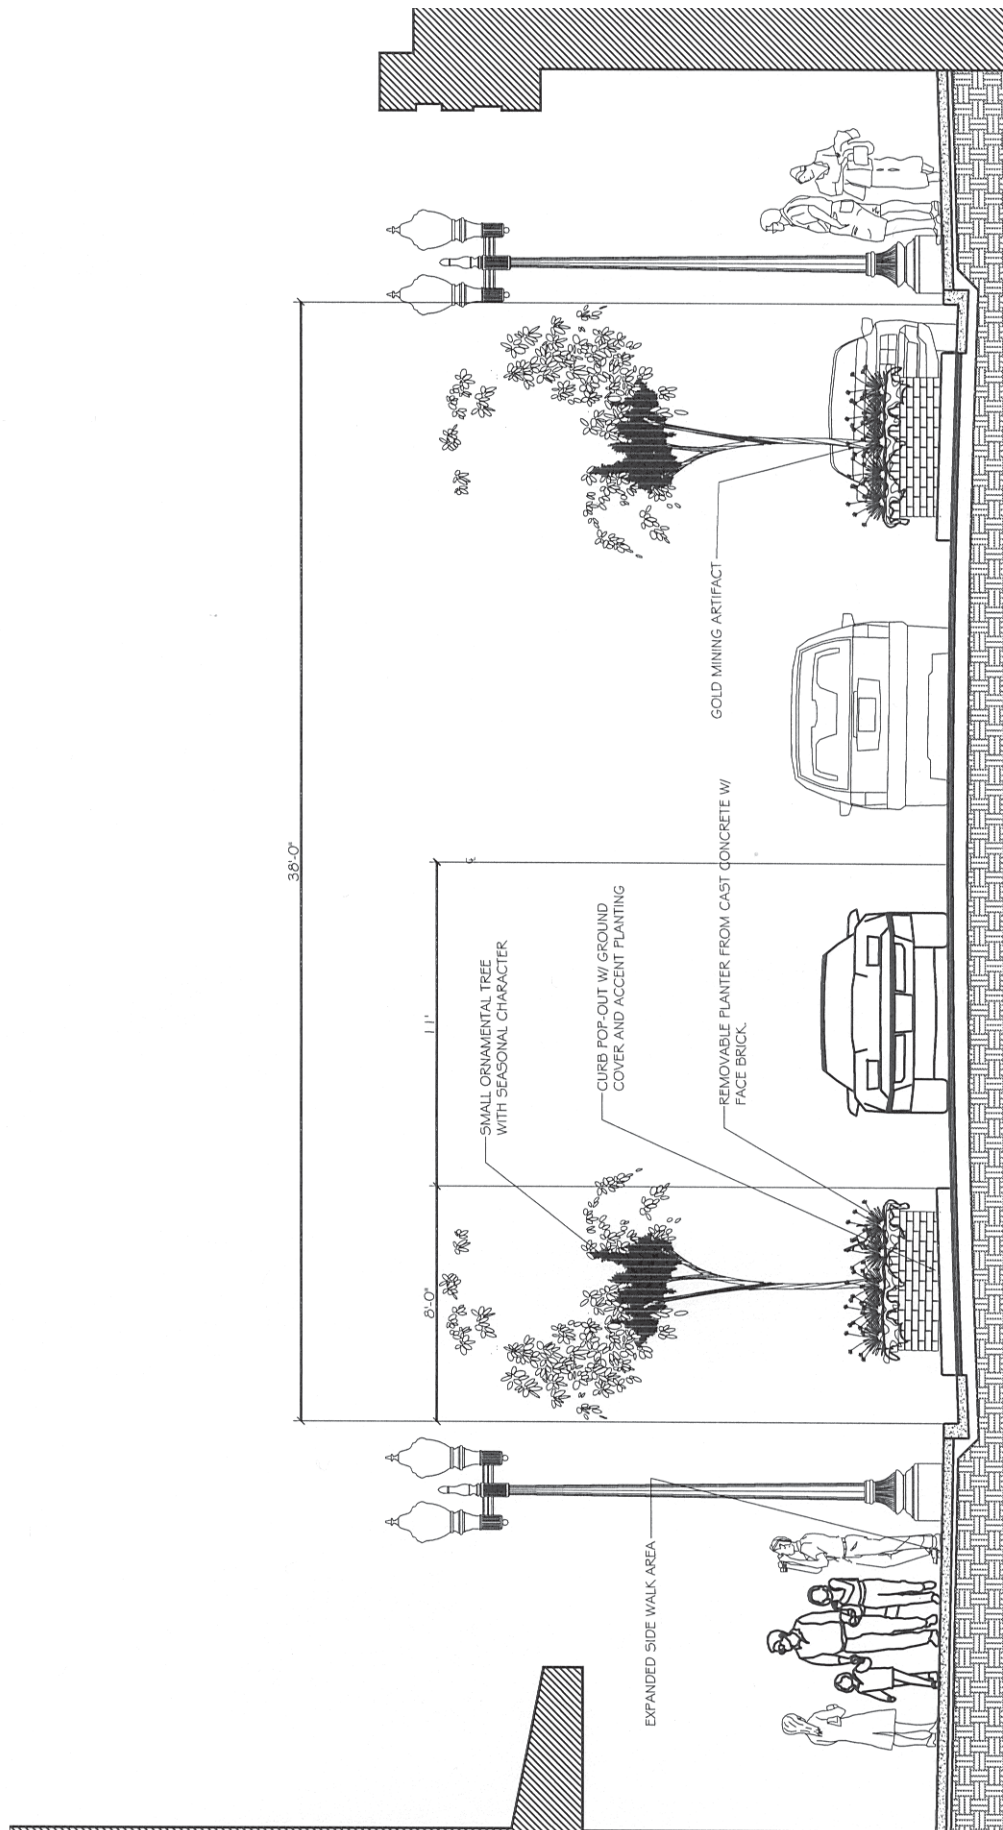 38'-0"
8'-0"
11'
℄
SMALL ORNAMENTAL TREE
WITH SEASONAL CHARACTER
CURB POP-OUT W/ GROUND
COVER AND ACCENT PLANTING
REMOVABLE PLANTER FROM CAST CONCRETE W/
FACE BRICK.
GOLD MINING ARTIFACT
EXPANDED SIDE WALK AREA